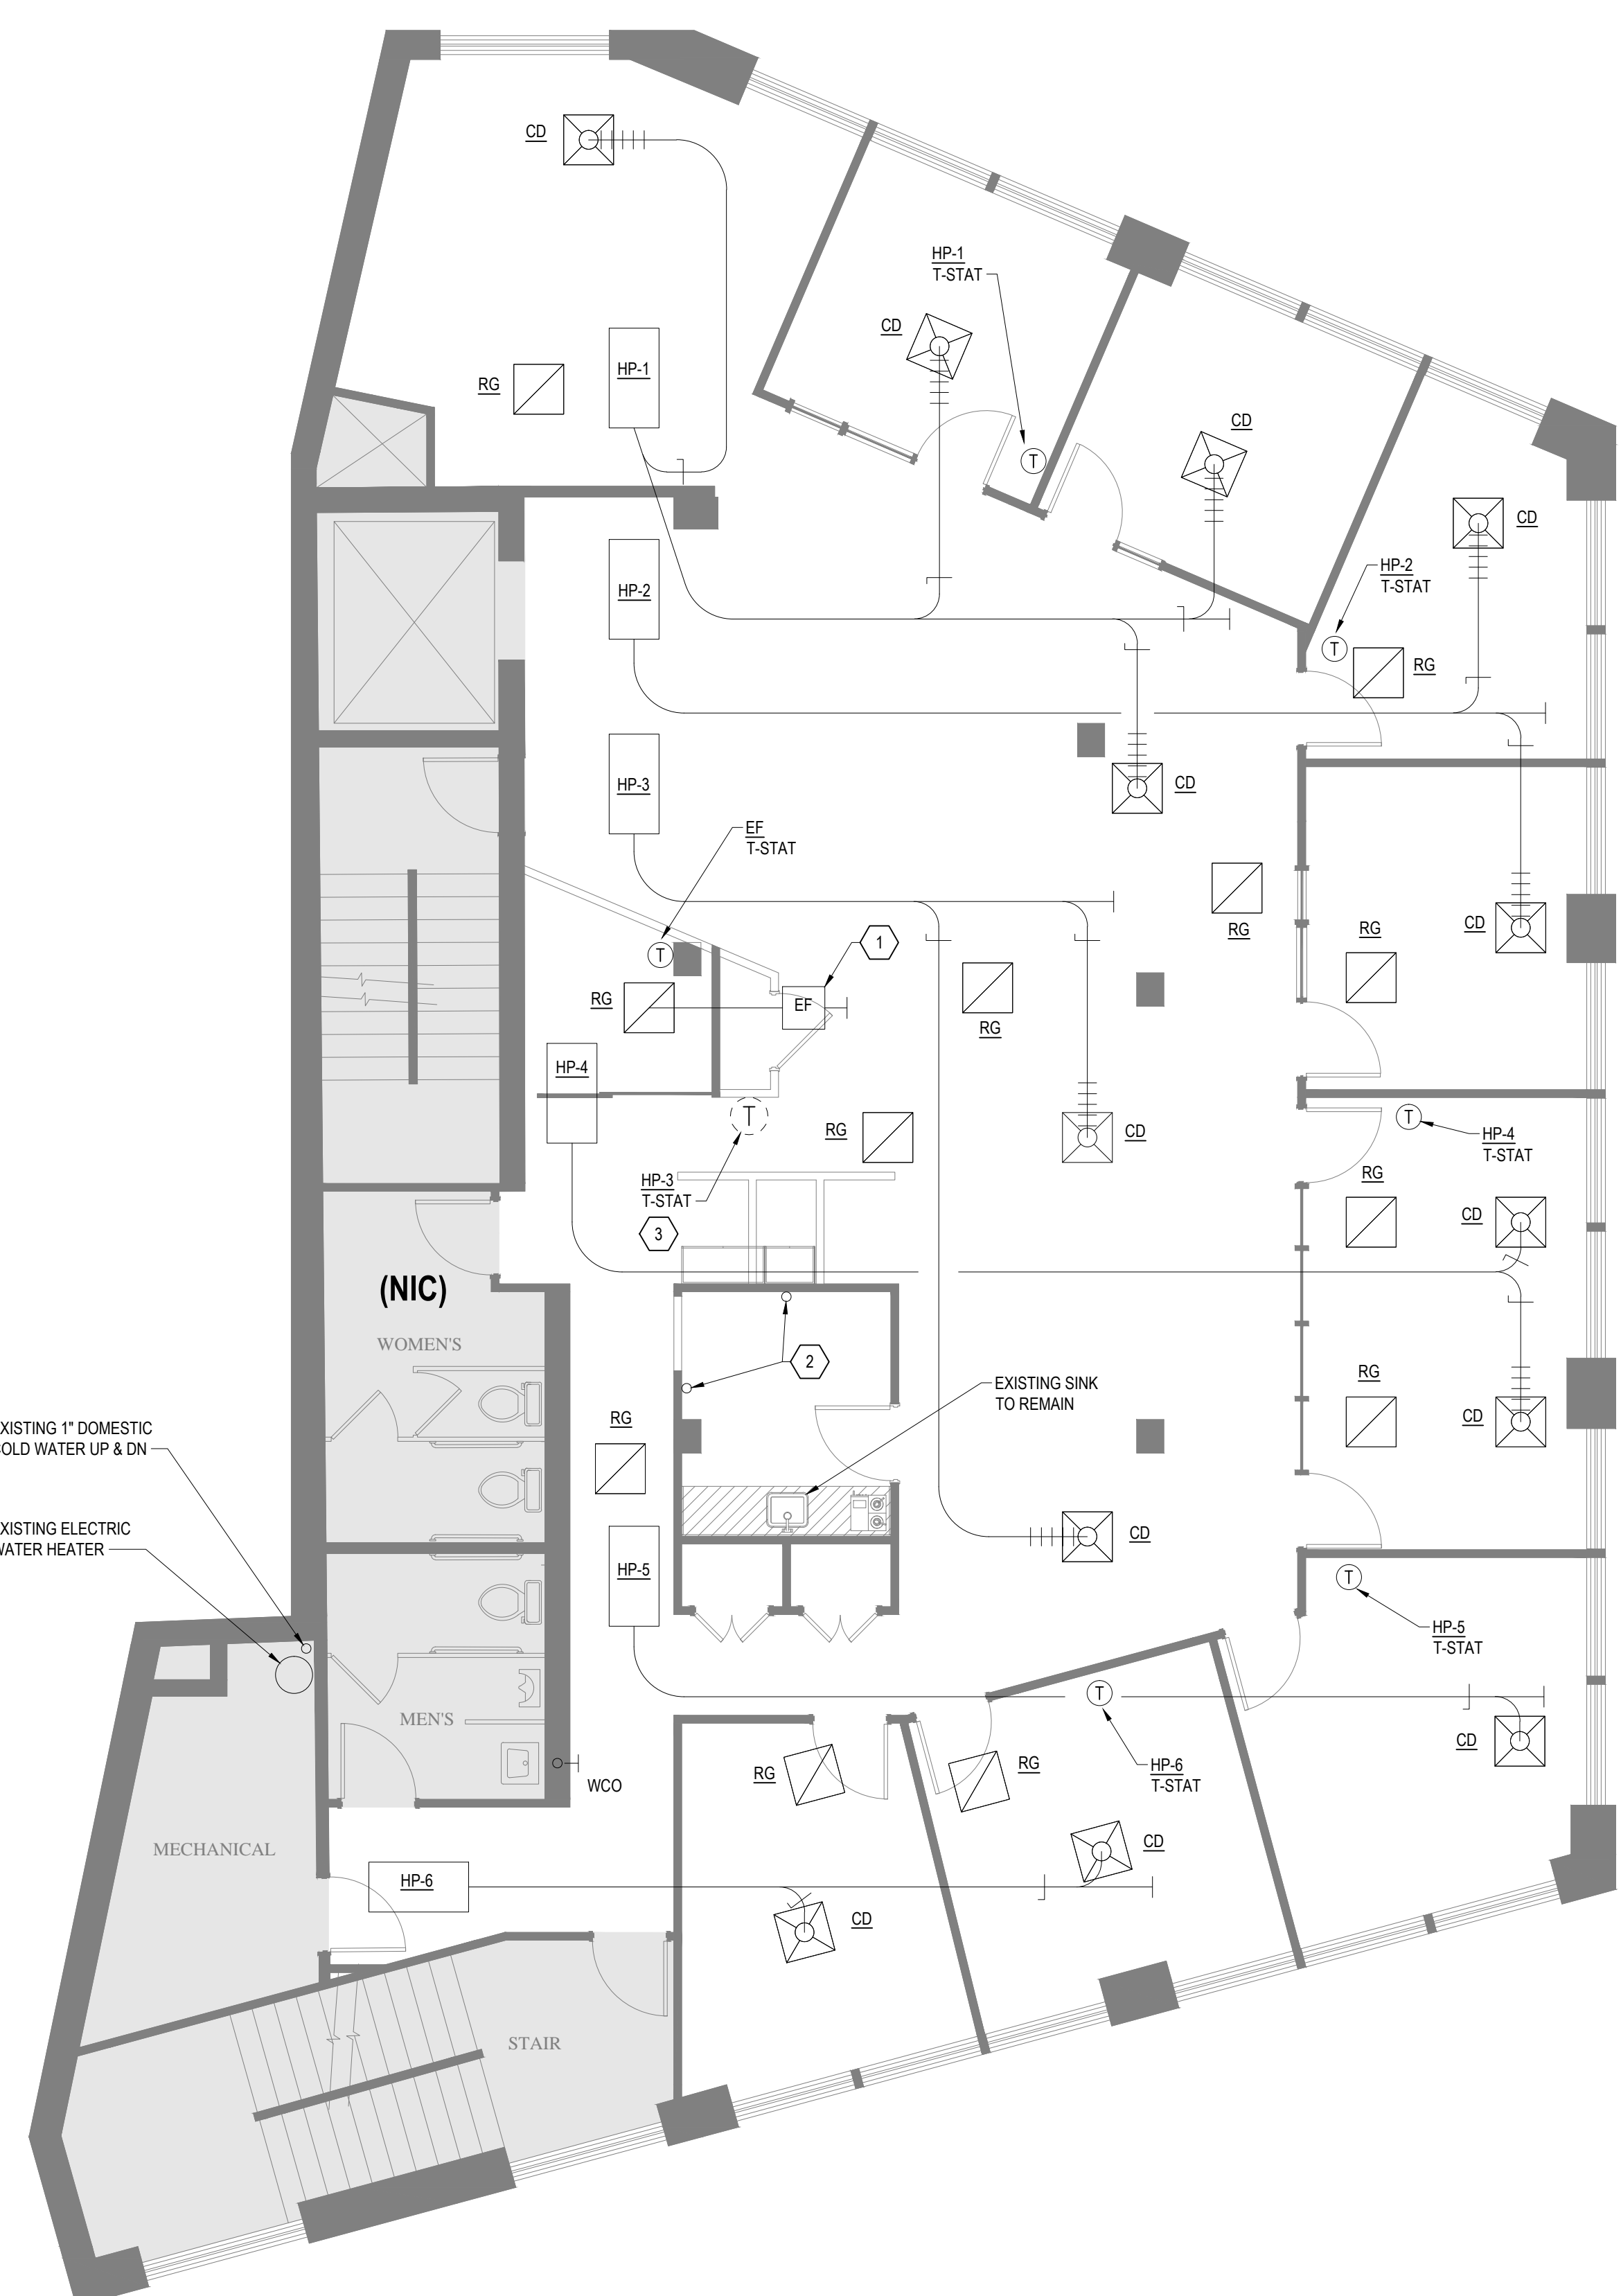 CD
HP-1
T-STAT
CD
HP-1
RG
CD
CD
HP-2
T-STAT
HP-2
RG
HP-3
CD
EF
T-STAT
RG
RG
CD
1
T
T
T
T
RG
EF
RG
HP-4
T
T
HP-4
T-STAT
RG
CD
HP-3
T-STAT
RG
3
CD
(NIC)
WOMEN'S
2
RG
EXISTING SINK
TO REMAIN
RG
CD
XISTING 1" DOMESTIC
OLD WATER UP & DN
XISTING ELECTRIC
WATER HEATER
CD
HP-5
T
HP-5
T-STAT
T
MEN'S
CD
RG
RG
HP-6
T-STAT
WCO
MECHANICAL
CD
HP-6
CD
STAIR